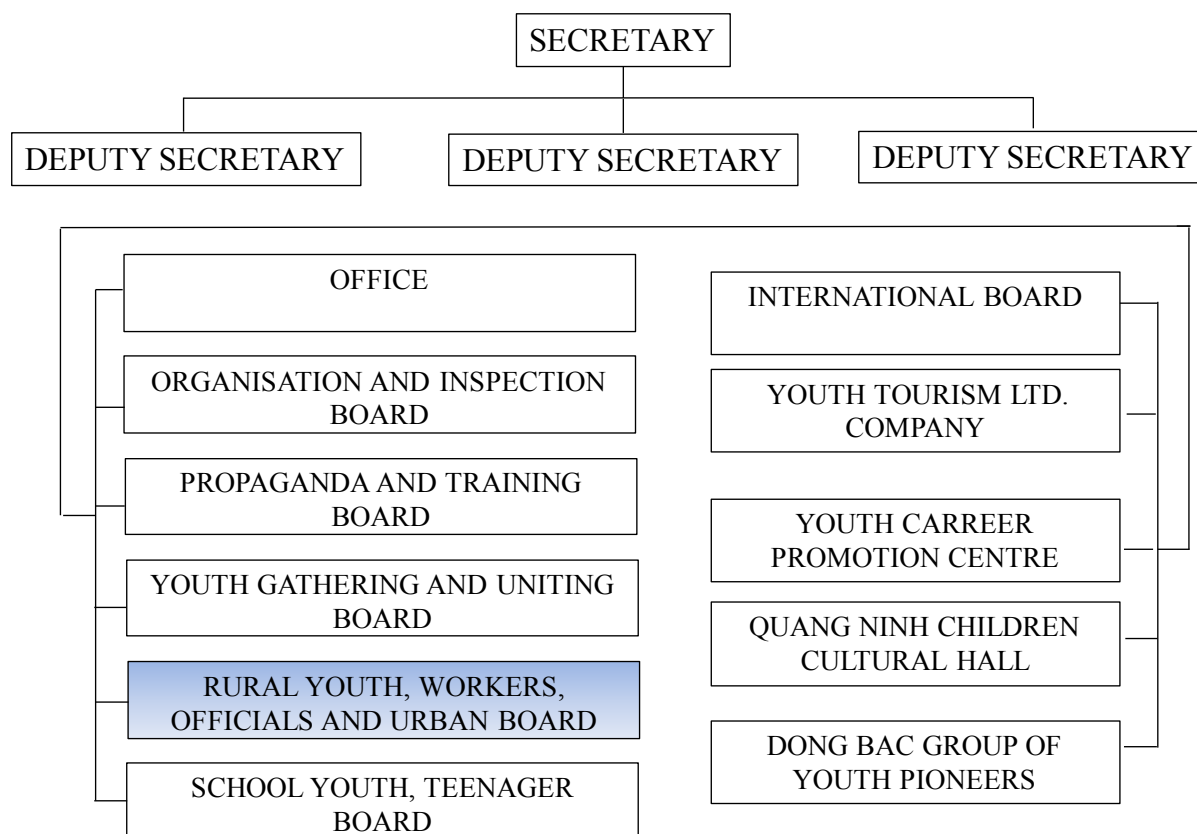 SECRETARY
DEPUTY SECRETARY
DEPUTY SECRETARY
DEPUTY SECRETARY
OFFICE
ORGANISATION AND INSPECTION
BOARD
PROPAGANDA AND TRAINING
BOARD
YOUTH GATHERING AND UNITING
BOARD
RURAL YOUTH, WORKERS,
OFFICIALS AND URBAN BOARD
SCHOOL YOUTH, TEENAGER
BOARD
INTERNATIONAL BOARD
YOUTH TOURISM LTD.
COMPANY
YOUTH CARREER
PROMOTION CENTRE
QUANG NINH CHILDREN
CULTURAL HALL
DONG BAC GROUP OF
YOUTH PIONEERS